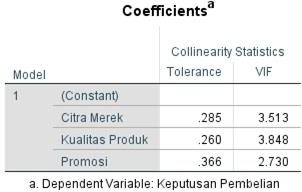 Coefficientsa
Collinearity Statistics
Model Tolerance VIF
1 (Constant)
Citra Merek .285 3.513
Kualitas Produk .260 3.848
Promosi .366 2.730
a. Dependent Variable: Keputusan Pembelian